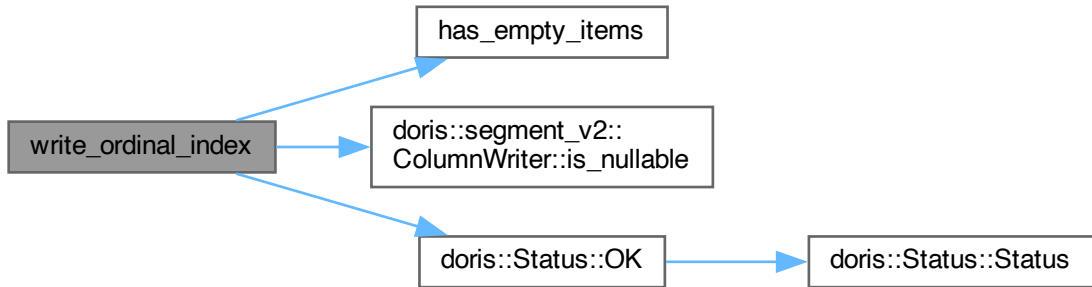 has_empty_items
write_ordinal_index
doris::segment_v2::
ColumnWriter::is_nullable
doris::Status::OK
doris::Status::Status